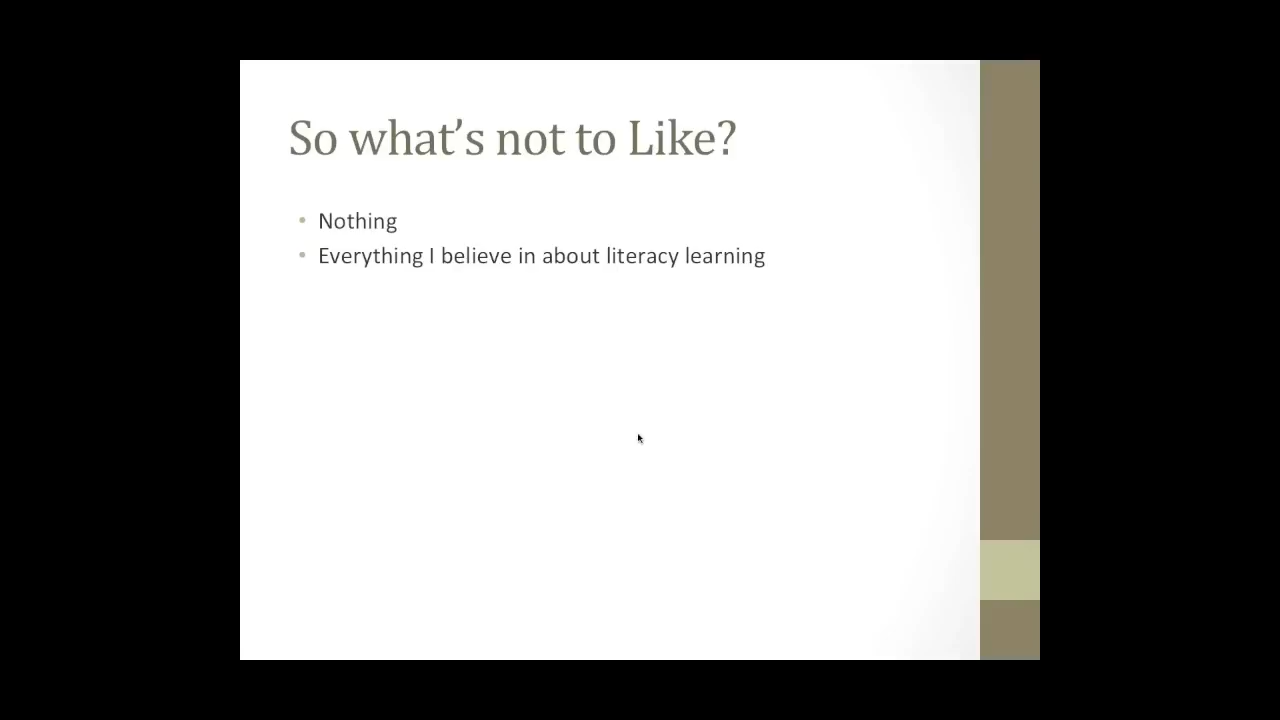 So what's not to Like?
• Nothing
• Everything I believe in about literacy learning